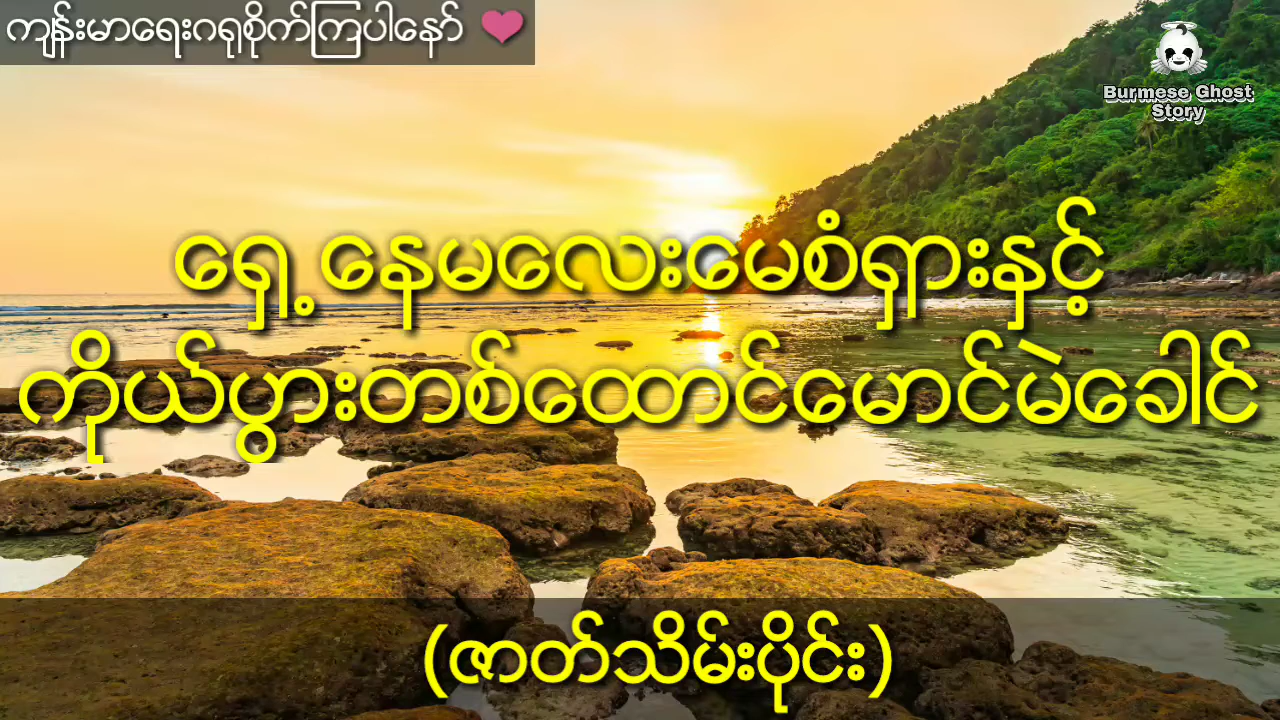 ကျန်းမာရေးဂရုစိုက်ကြပါနော် ❤
Burmese Ghost
Story
ရှေ့နေမလေးမေစံရှားနှင့်
ကိုယ်ပွားတစ်ထောင်မောင်မဲခေါင်
(ဇာတ်သိမ်းပိုင်း)